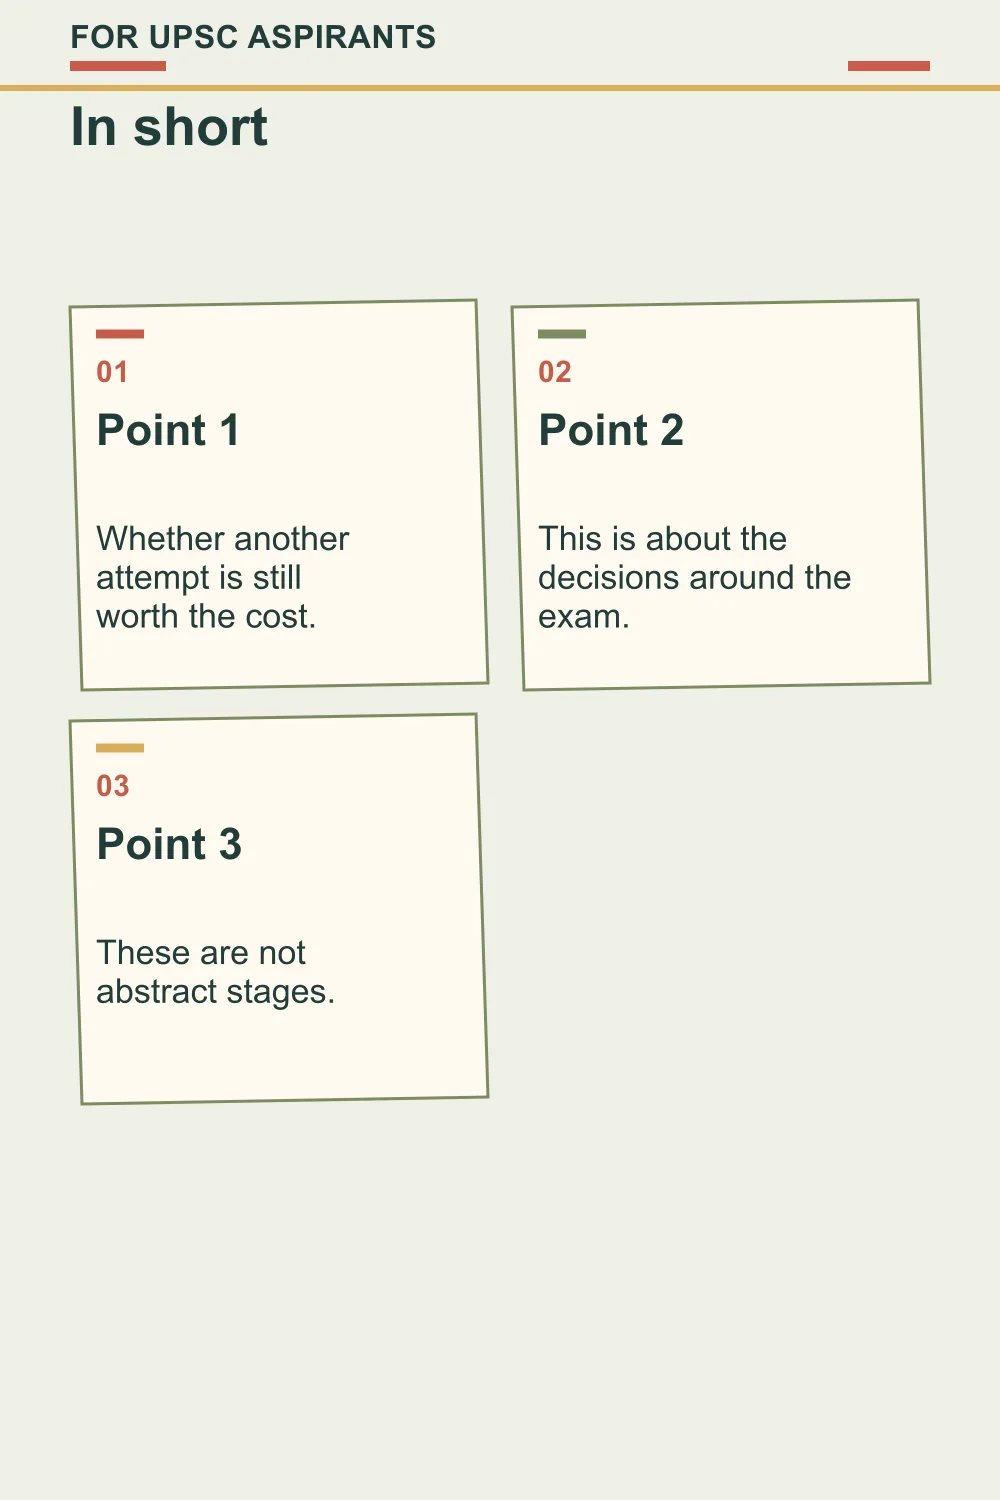 FOR UPSC ASPIRANTS
In short
01
Point 1
Whether another
attempt is still
worth the cost.
02
Point 2
This is about the
decisions around the
exam.
03
Point 3
These are not
abstract stages.